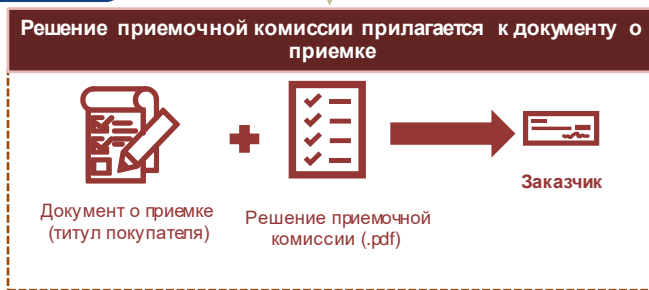 Решение приемочной комиссии прилагается к документу о
приемке
Документ о приемке
(титул покупателя)
Решение приемочной
комиссии (.pdf)
Заказчик